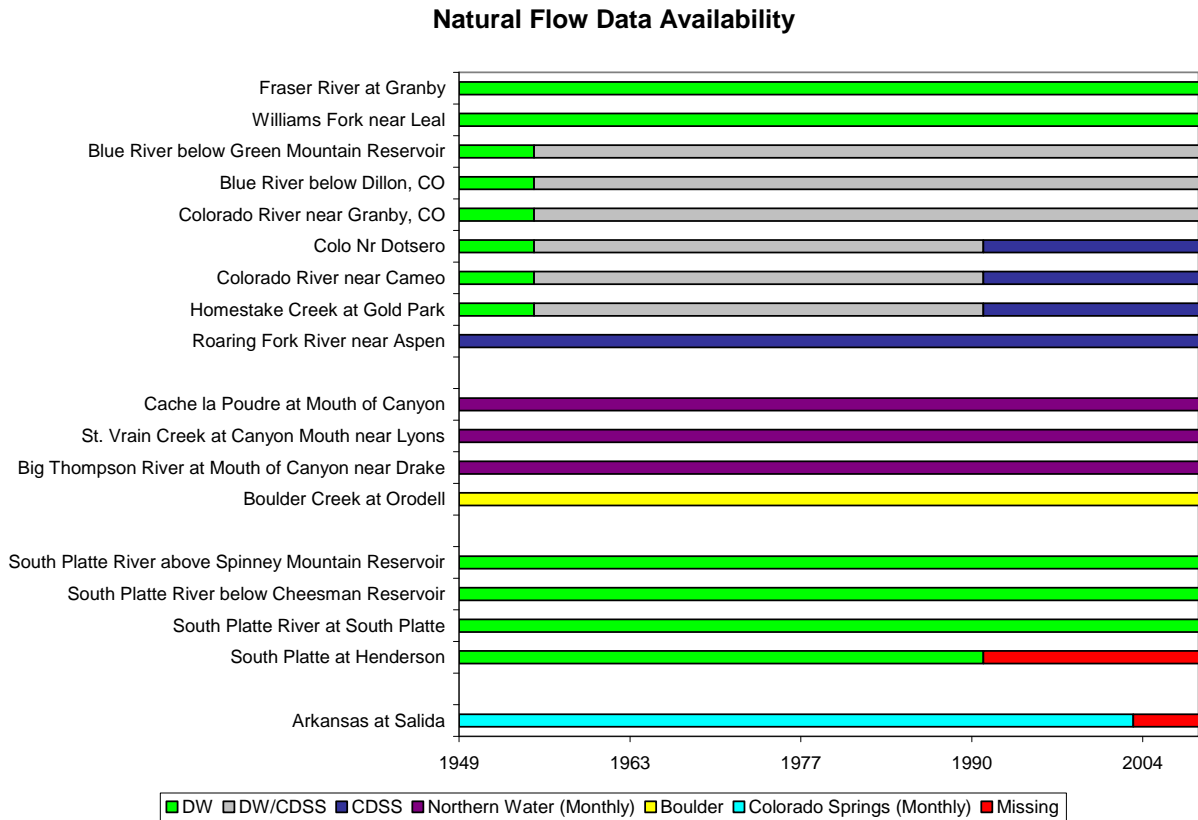 Natural Flow Data Availability
Fraser River at Granby
Williams Fork near Leal
Blue River below Green Mountain Reservoir
Blue River below Dillon, CO
Colorado River near Granby, CO
Colo Nr Dotsero
Colorado River near Cameo
Homestake Creek at Gold Park
Roaring Fork River near Aspen
Cache la Poudre at Mouth of Canyon
St. Vrain Creek at Canyon Mouth near Lyons
Big Thompson River at Mouth of Canyon near Drake
Boulder Creek at Orodell
South Platte River above Spinney Mountain Reservoir
South Platte River below Cheesman Reservoir
South Platte River at South Platte
South Platte at Henderson
Arkansas at Salida
1949 1963 1977 1990 2004
DW DW/CDSS CDSS Northern Water (Monthly) Boulder Colorado Springs (Monthly) Missing